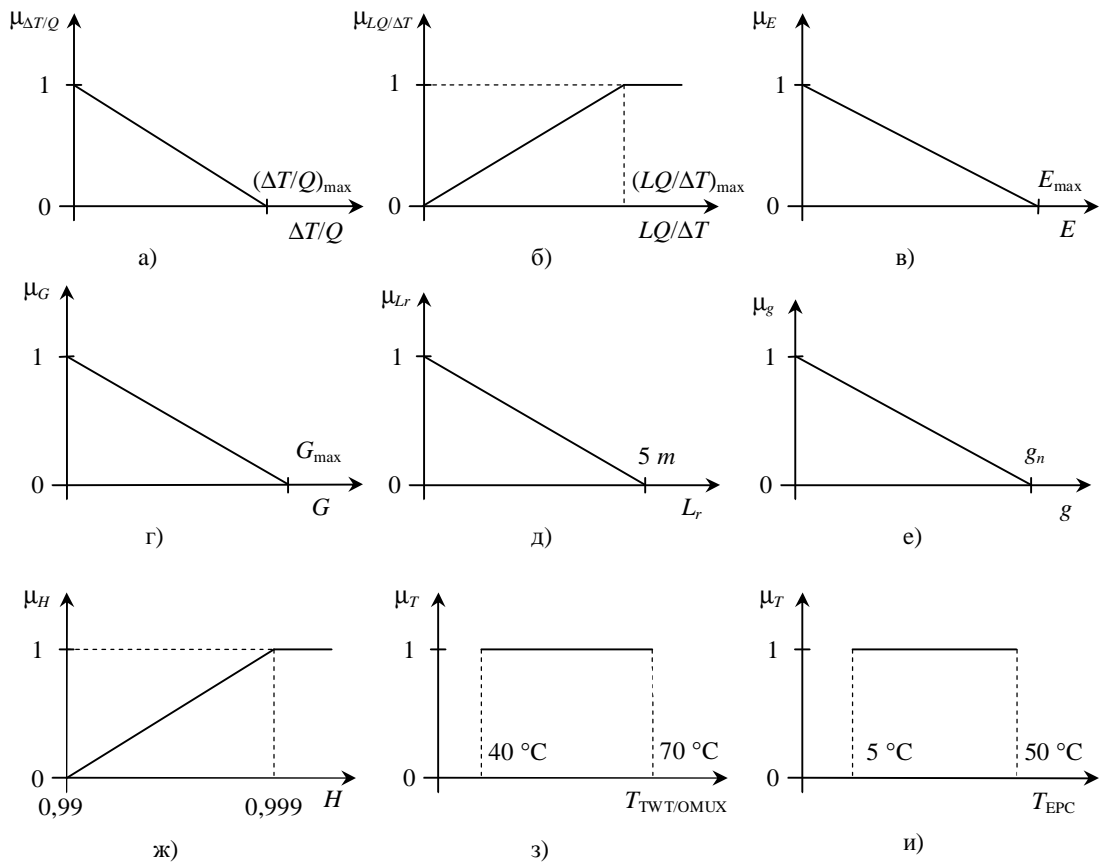 μΔT/Q
1
0
(ΔT/Q)max
ΔT/Q
а)
μLQ/ΔT
1
0
(LQ/ΔT)max
LQ/ΔT
б)
μE
1
0
Emax
E
в)
μG
1
0
Gmax
G
г)
μLr
1
0
5 m
Lr
д)
μg
1
0
gn
g
е)
μH
1
0
0,99
0,999
H
ж)
μT
1
0
40 °C
70 °C
TTWT/OMUX
з)
μT
1
0
5 °C
50 °C
TEPC
и)